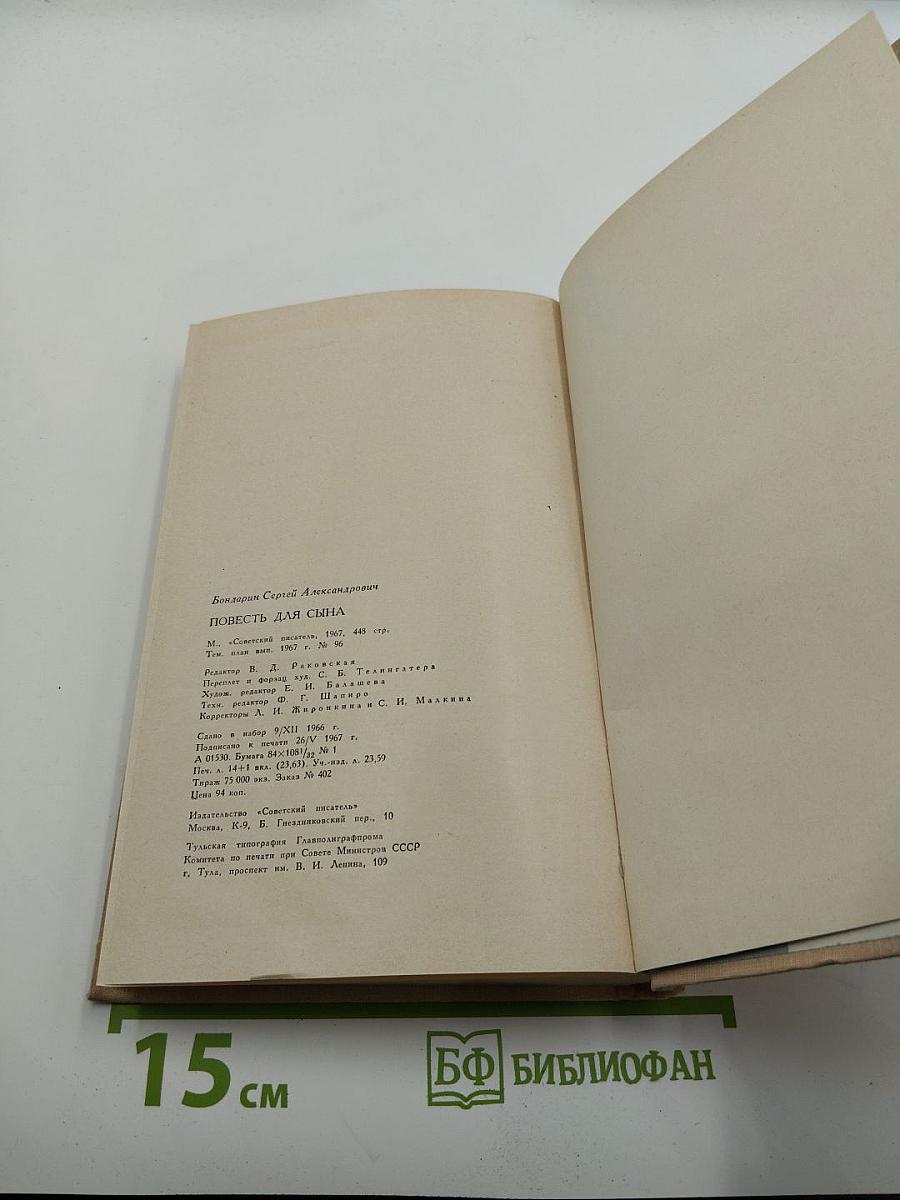 Бондарин Сергей Александрович
ПОВЕСТЬ ДЛЯ СЫНА
М., «Советский писатель, 1967, 448 стр.
Тем. план вып. 1967 г. № 96
Редактор В. Д. Раковская
Переплет и форзац худ. С. Б. Телингатера
Худож. редактор Е. И. Балашева
Техн. редактор Ф. Г. Шапиро
Корректоры Л. И. Жиронкина и С. И. Малкина
Сдано в набор 9/XII 1966 г.
Подписано к печати 26/V 1967 г.
А 01530. Бумага 84×108¹/₃₂ № 1
Печ. л. 14+1 вкл. (23,63). Уч.-изд. л. 23,59
Тираж 75 000 экз. Заказ № 402
Цена 94 коп.
Издательство «Советский писатель»
Москва, К-9, Б. Гнездниковский пер., 10
Тульская типография Главполиграфпрома
Комитета по печати при Совете Министров СССР
г, Тула, проспект им. В. И. Ленина, 109
15 см
БФ БИБЛИОФАН